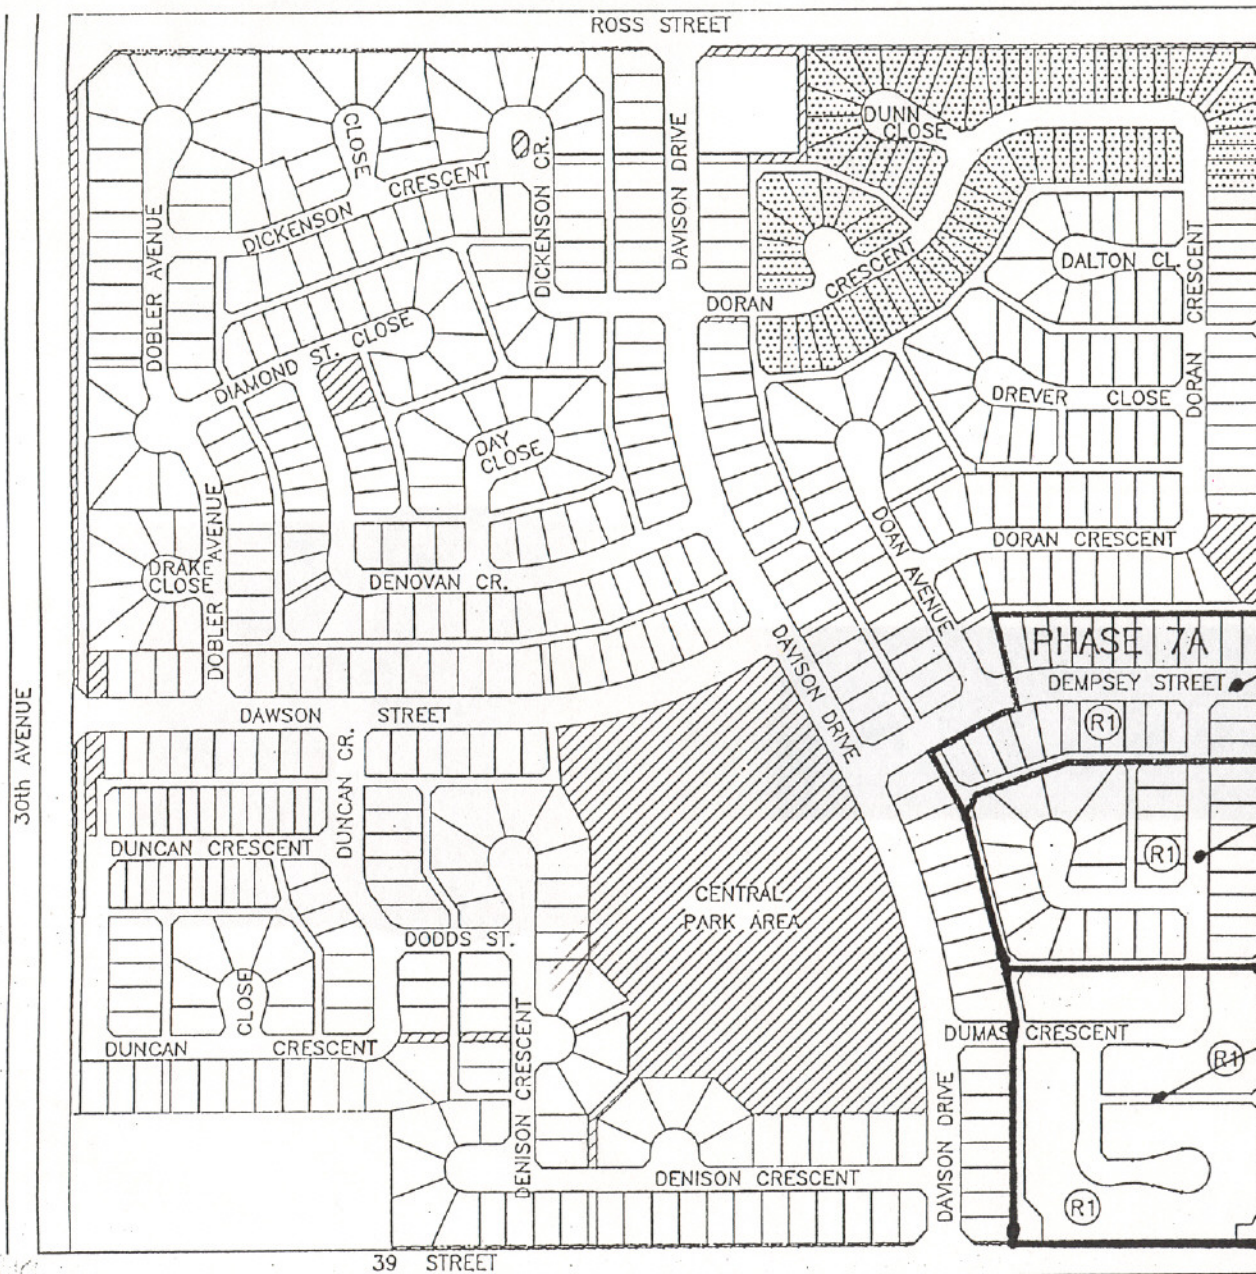 ROSS STREET
DUNN
CLOSE
CLOSE
DICKENSON CR.
DAVISON DRIVE
DICKENSON CRESCENT
DOBLER AVENUE
DORAN CRESCENT
DALTON CL.
DORAN CRESCENT
DIAMOND ST. CLOSE
DREVER CLOSE
DAY
CLOSE
DOBLER AVENUE
DOAN AVENUE
DORAN CRESCENT
DRAKE
CLOSE
DENOVAN CR.
PHASE 7A
DEMPSEY STREET
DAVISON DRIVE
30th AVENUE
DAWSON STREET
R1
DUNCAN CR.
DUNCAN CRESCENT
R1
CENTRAL
PARK AREA
DODDS ST.
CLOSE
DENISON CRESCENT
DUNCAN CRESCENT
DUMAS CRESCENT
R1
DAVISON DRIVE
DENISON CRESCENT
R1
39 STREET